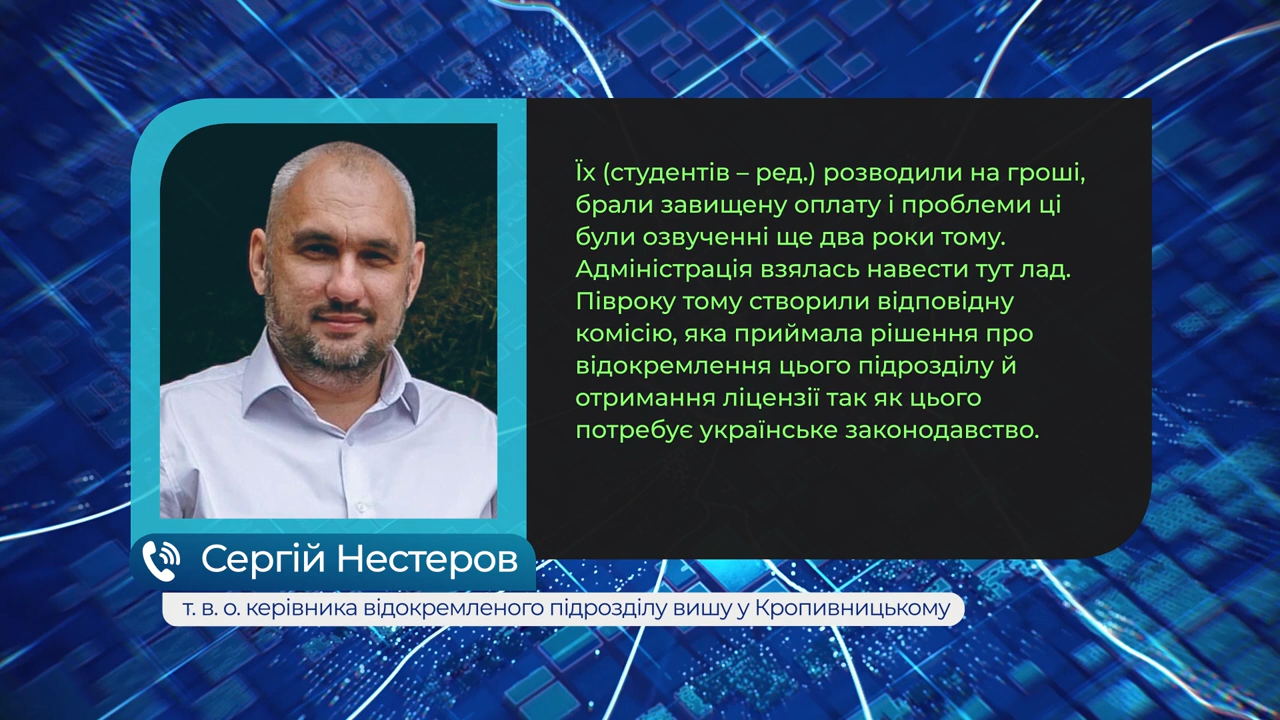 Їх (студентів – ред.) розводили на гроші,
брали завищену оплату і проблеми ці
були озвученні ще два роки тому.
Адміністрація взялась навести тут лад.
Півроку тому створили відповідну
комісію, яка приймала рішення про
відокремлення цього підрозділу й
отримання ліцензії так як цього
потребує українське законодавство.
Сергій Нестеров
т. в. о. керівника відокремленого підрозділу вишу у Кропивницькому